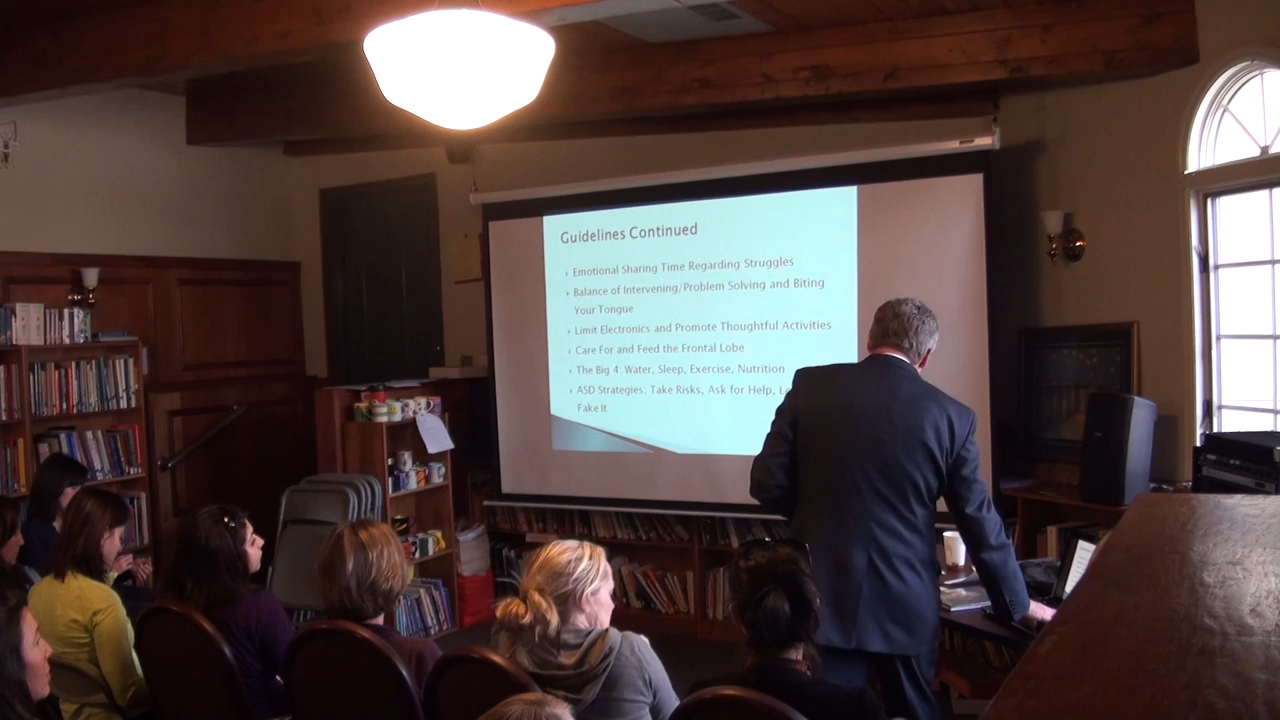 Guidelines Continued
Emotional Sharing Time Regarding Struggles
Balance of Intervening/Problem Solving and Biting
Your Tongue
Limit Electronics and Promote Thoughtful Activities
Care For and Feed the Frontal Lobe
The Big 4: Water, Sleep, Exercise, Nutrition
ASD Strategies: Take Risks, Ask for Help,
Fake It